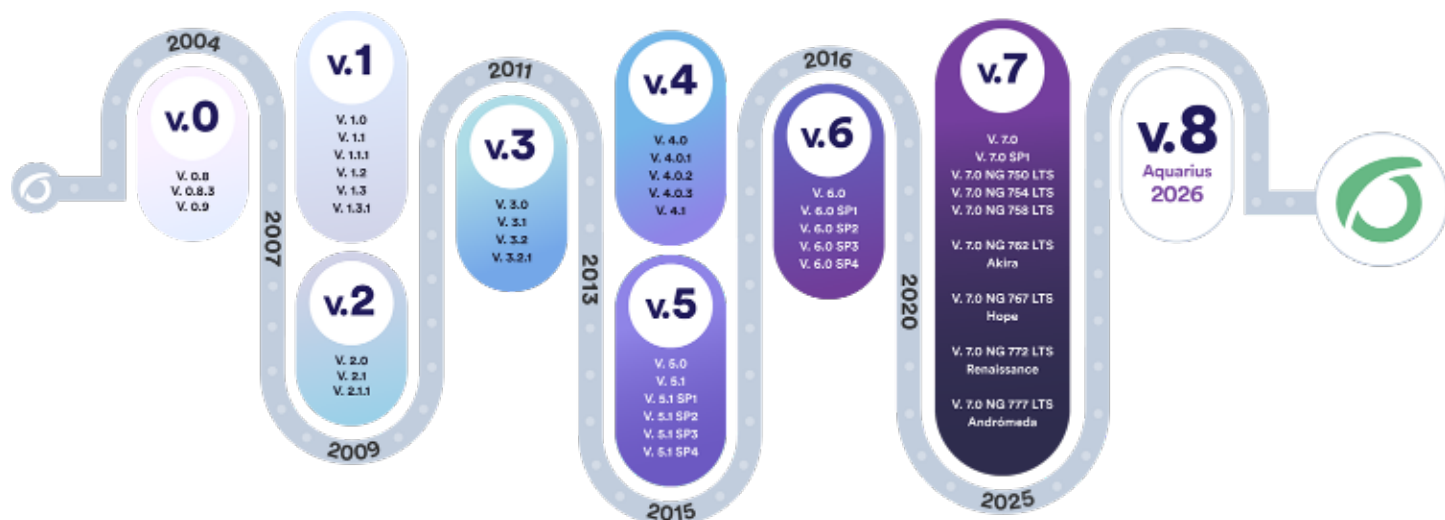 2004
v.0
V. 0.8
V. 0.8.3
V. 0.9
2007
v.1
V. 1.0
V. 1.1
V. 1.1.1
V. 1.2
V. 1.3
V. 1.3.1
v.2
V. 2.0
V. 2.1
V. 2.1.1
2009
2011
v.3
V. 3.0
V. 3.1
V. 3.2
V. 3.2.1
2013
v.4
V. 4.0
V. 4.0.1
V. 4.0.2
V. 4.0.3
V. 4.1
v.5
V. 5.0
V. 5.1
V. 5.1 SP1
V. 5.1 SP2
V. 5.1 SP3
V. 5.1 SP4
2015
2016
v.6
V. 6.0
V. 6.0 SP1
V. 6.0 SP2
V. 6.0 SP3
V. 6.0 SP4
2020
v.7
V. 7.0
V. 7.0 SP1
V. 7.0 NG 750 LTS
V. 7.0 NG 754 LTS
V. 7.0 NG 758 LTS
V. 7.0 NG 762 LTS
Akira
V. 7.0 NG 767 LTS
Hope
V. 7.0 NG 772 LTS
Renaissance
V. 7.0 NG 777 LTS
Andrómeda
2025
v.8
Aquarius
2026